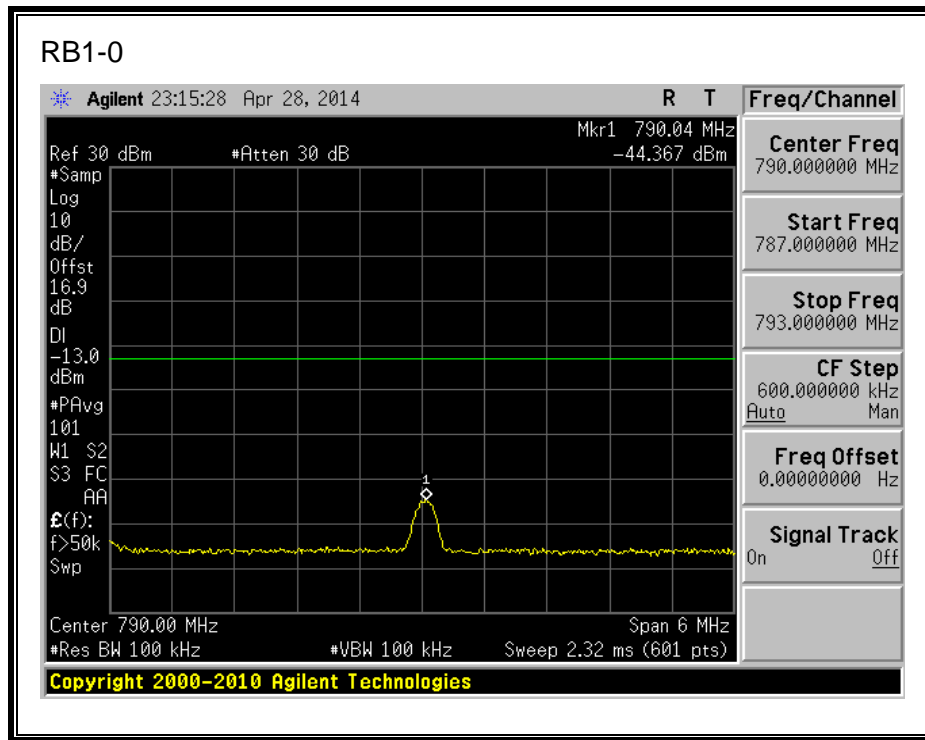 RB1-0
Agilent 23:15:28 Apr 28, 2014 R T
Freq/Channel
Mkr1 790.04 MHz
Ref 30 dBm #Atten 30 dB -44.367 dBm
#Samp
Log
10
dB/
Offst
16.9
dB
DI
-13.0
dBm
#PAvg
101
W1 S2
S3 FC
AA
£(f):
f>50k
Swp
1
Center 790.00 MHz Span 6 MHz
#Res BW 100 kHz #VBW 100 kHz Sweep 2.32 ms (601 pts)
Center Freq
790.000000 MHz
Start Freq
787.000000 MHz
Stop Freq
793.000000 MHz
CF Step
600.000000 kHz
Auto Man
Freq Offset
0.00000000 Hz
Signal Track
On Off
Copyright 2000-2010 Agilent Technologies